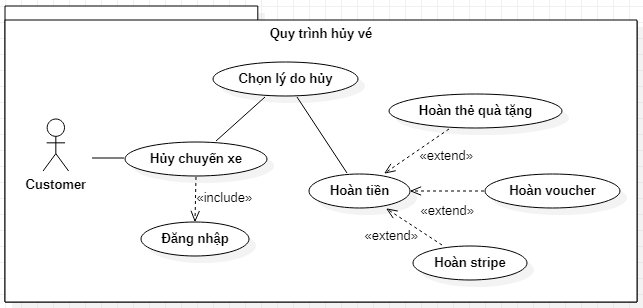 Quy trình hủy vé
Chọn lý do hủy
Hoàn thẻ quà tặng
«extend»
Customer
Hủy chuyến xe
«include»
Hoàn tiền
Hoàn voucher
«extend»
Đăng nhập
«extend»
Hoàn stripe